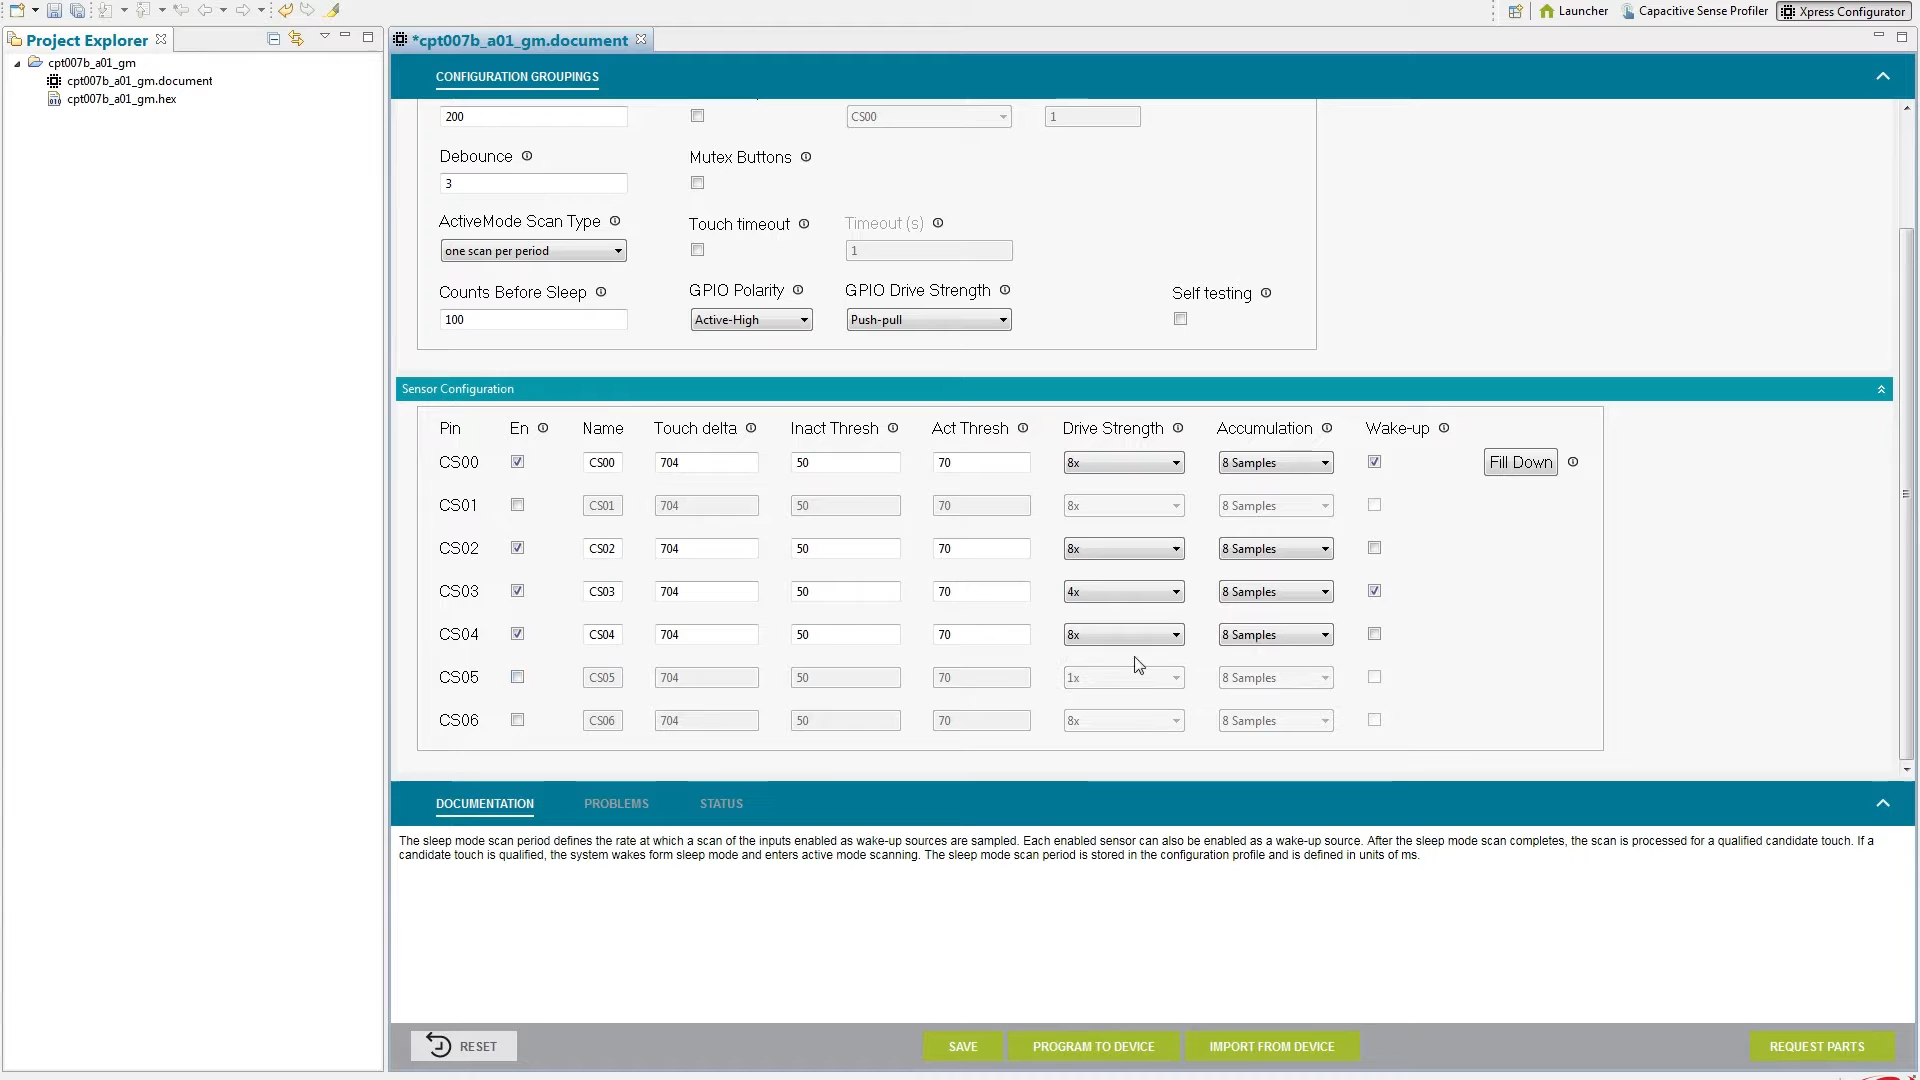 Launcher Capacitive Sense Profiler Xpress Configurator
Project Explorer
*cpt007b_a01_gm.document
cpt007b_a01_gm
cpt007b_a01_gm.document
cpt007b_a01_gm.hex
CONFIGURATION GROUPINGS
200 CS00 1
Debounce Mutex Buttons
3
ActiveMode Scan Type Touch timeout Timeout (s)
one scan per period 1
Counts Before Sleep GPIO Polarity GPIO Drive Strength Self testing
100 Active-High Push-pull
Sensor Configuration
Pin En Name Touch delta Inact Thresh Act Thresh Drive Strength Accumulation Wake-up
CS00 CS00 704 50 70 8x 8 Samples Fill Down
CS01 CS01 704 50 70 8x 8 Samples
CS02 CS02 704 50 70 8x 8 Samples
CS03 CS03 704 50 70 4x 8 Samples
CS04 CS04 704 50 70 8x 8 Samples
CS05 CS05 704 50 70 1x 8 Samples
CS06 CS06 704 50 70 8x 8 Samples
DOCUMENTATION PROBLEMS STATUS
The sleep mode scan period defines the rate at which a scan of the inputs enabled as wake-up sources are sampled. Each enabled sensor can also be enabled as a wake-up source. After the sleep mode scan completes, the scan is processed for a qualified candidate touch. If a
candidate touch is qualified, the system wakes form sleep mode and enters active mode scanning. The sleep mode scan period is stored in the configuration profile and is defined in units of ms.
RESET SAVE PROGRAM TO DEVICE IMPORT FROM DEVICE REQUEST PARTS